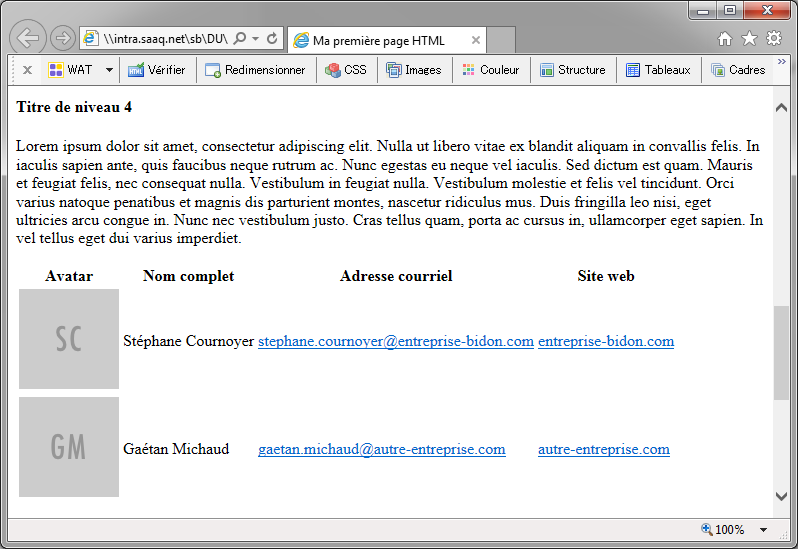 \\intra.saaq.net\sb\DU\
Ma première page HTML
WAT
Vérifier
Redimensionner
CSS
Images
Couleur
Structure
Tableaux
Cadres
Titre de niveau 4
Lorem ipsum dolor sit amet, consectetur adipiscing elit. Nulla ut libero vitae ex blandit aliquam in convallis felis. In
iaculis sapien ante, quis faucibus neque rutrum ac. Nunc egestas eu neque vel iaculis. Sed dictum est quam. Mauris
et feugiat felis, nec consequat nulla. Vestibulum in feugiat nulla. Vestibulum molestie et felis vel tincidunt. Orci
varius natoque penatibus et magnis dis parturient montes, nascetur ridiculus mus. Duis fringilla leo nisi, eget
ultricies arcu congue in. Nunc nec vestibulum justo. Cras tellus quam, porta ac cursus in, ullamcorper eget sapien. In
vel tellus eget dui varius imperdiet.
Avatar Nom complet Adresse courriel Site web
SC Stéphane Cournoyer stephane.cournoyer@entreprise-bidon.com entreprise-bidon.com
GM Gaétan Michaud gaetan.michaud@autre-entreprise.com autre-entreprise.com
100%